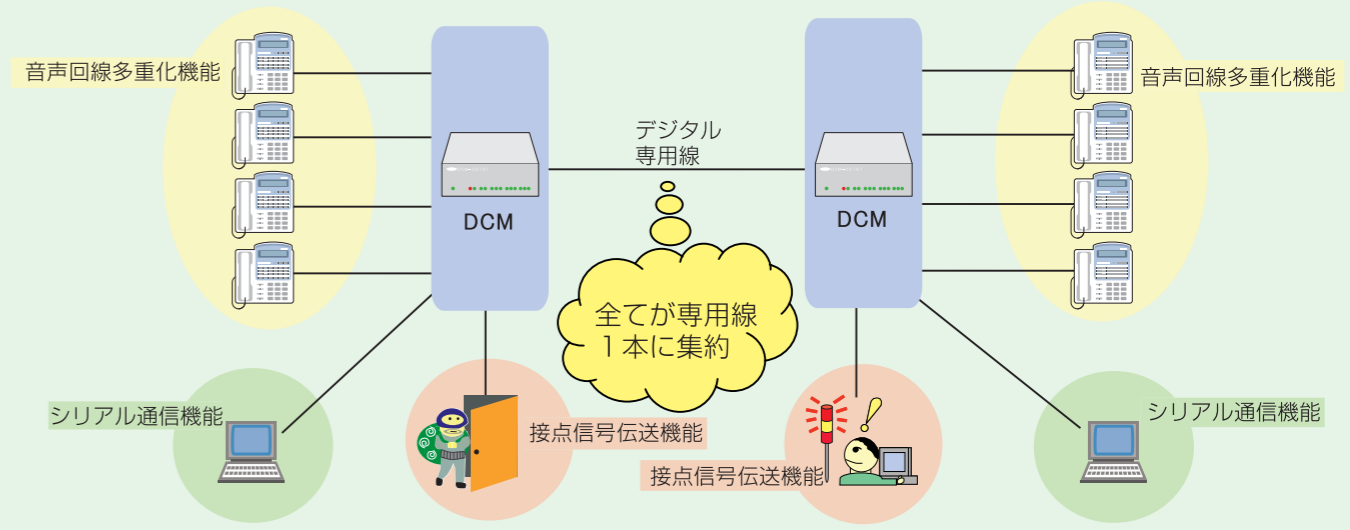 音声回線多重化機能
音声回線多重化機能
デジタル
専用線
DCM
DCM
全てが専用線
1本に集約
シリアル通信機能
接点信号伝送機能
接点信号伝送機能
シリアル通信機能